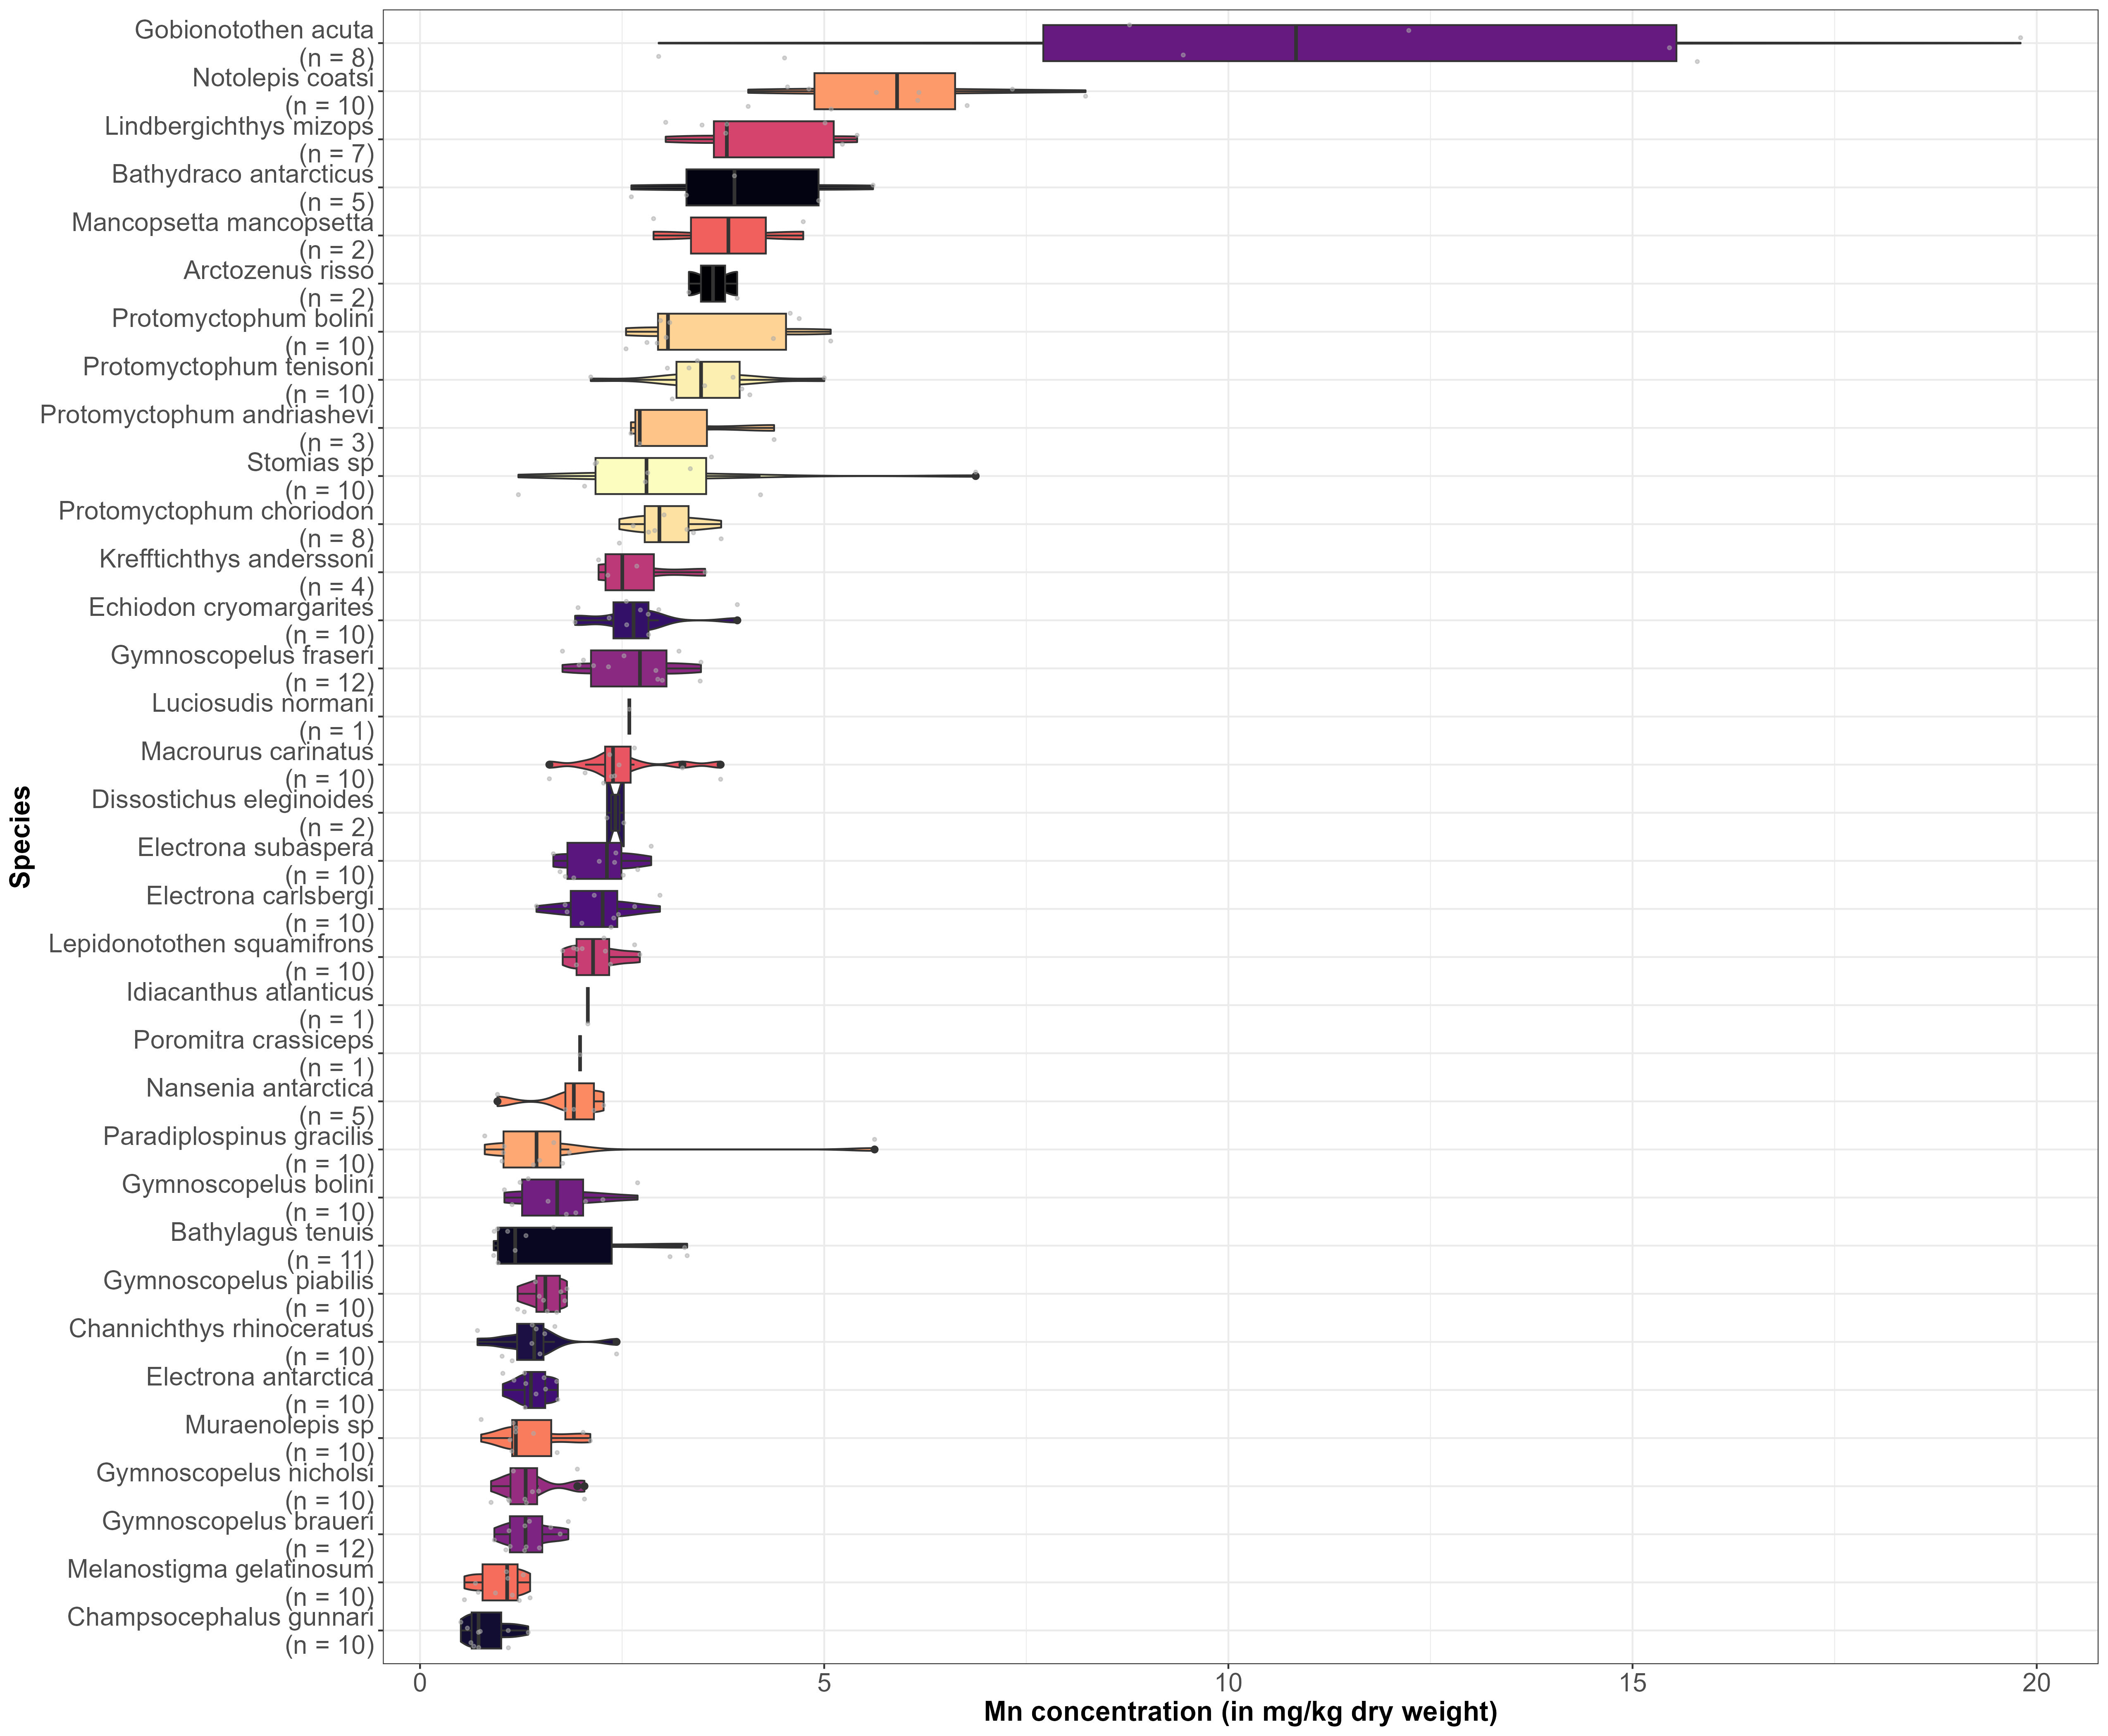 Gobionotothen acuta
(n = 8)
Notolepis coatsi
(n = 10)
Lindbergichthys mizops
(n = 7)
Bathydraco antarcticus
(n = 5)
Mancopsetta mancopsetta
(n = 2)
Arctozenus risso
(n = 2)
Protomyctophum bolini
(n = 10)
Protomyctophum tenisoni
(n = 10)
Protomyctophum andriashevi
(n = 3)
Stomias sp
(n = 10)
Protomyctophum choriodon
(n = 8)
Krefftichthys anderssoni
(n = 4)
Echiodon cryomargarites
(n = 10)
Gymnoscopelus fraseri
(n = 12)
Luciosudis normani
(n = 1)
Macrourus carinatus
(n = 10)
Dissostichus eleginoides
(n = 2)
Electrona subaspera
(n = 10)
Electrona carlsbergi
(n = 10)
Lepidonotothen squamifrons
(n = 10)
Idiacanthus atlanticus
(n = 1)
Poromitra crassiceps
(n = 1)
Nansenia antarctica
(n = 5)
Paradiplospinus gracilis
(n = 10)
Gymnoscopelus bolini
(n = 10)
Bathylagus tenuis
(n = 11)
Gymnoscopelus piabilis
(n = 10)
Channichthys rhinoceratus
(n = 10)
Electrona antarctica
(n = 10)
Muraenolepis sp
(n = 10)
Gymnoscopelus nicholsi
(n = 10)
Gymnoscopelus braueri
(n = 12)
Melanostigma gelatinosum
(n = 10)
Champsocephalus gunnari
(n = 10)
Species
0 5 10 15 20
Mn concentration (in mg/kg dry weight)